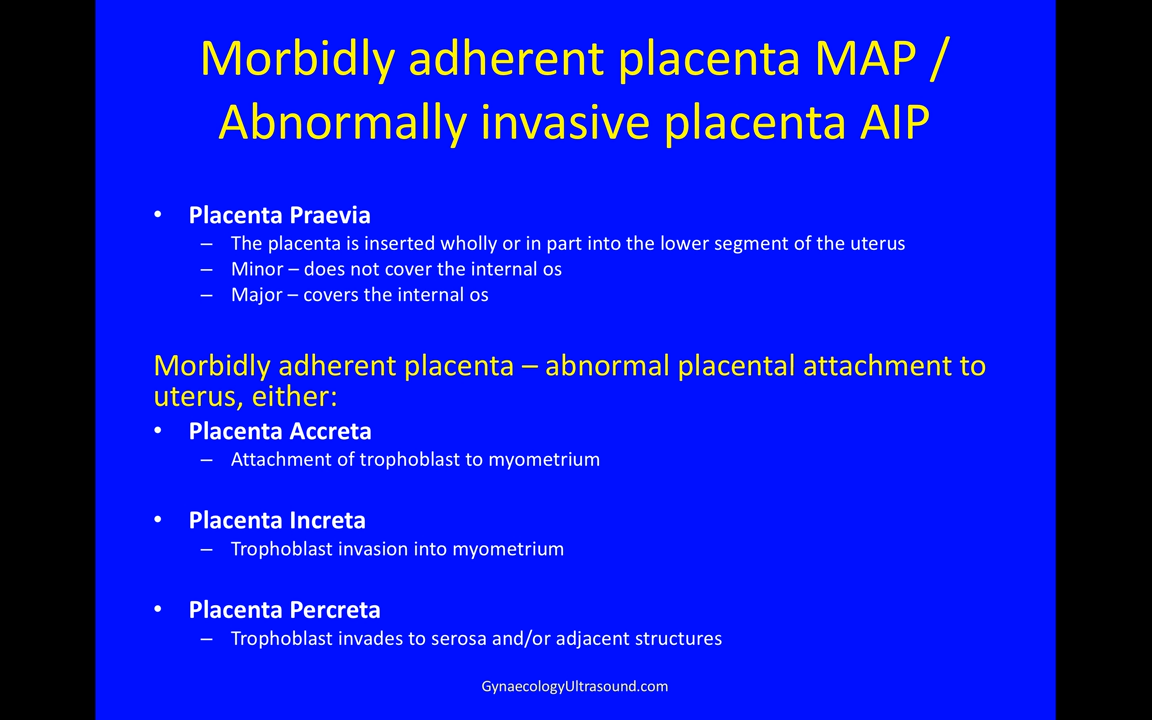 Morbidly adherent placenta MAP /
Abnormally invasive placenta AIP
• Placenta Praevia
– The placenta is inserted wholly or in part into the lower segment of the uterus
– Minor – does not cover the internal os
– Major – covers the internal os
Morbidly adherent placenta – abnormal placental attachment to
uterus, either:
• Placenta Accreta
– Attachment of trophoblast to myometrium
• Placenta Increta
– Trophoblast invasion into myometrium
• Placenta Percreta
– Trophoblast invades to serosa and/or adjacent structures
GynaecologyUltrasound.com